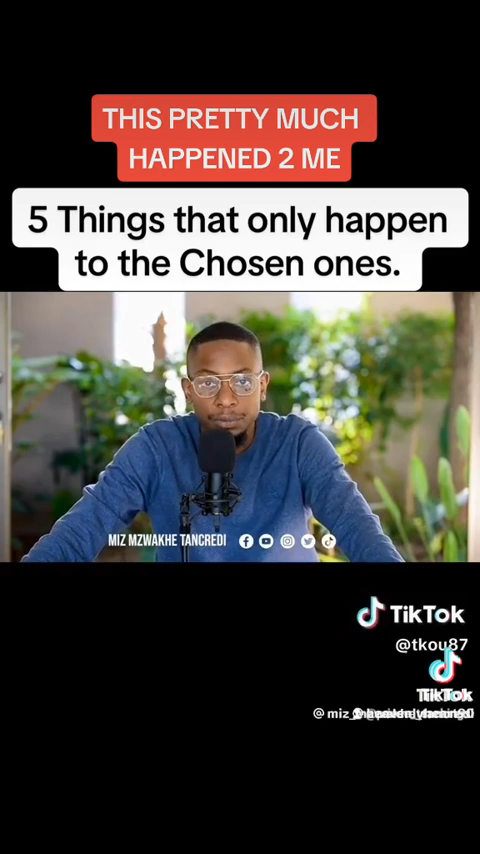 THIS PRETTY MUCH
HAPPENED 2 ME
5 Things that only happen
to the Chosen ones.
MIZ MZWAKHE TANCREDI
TikTok
@tkou87
TikTok